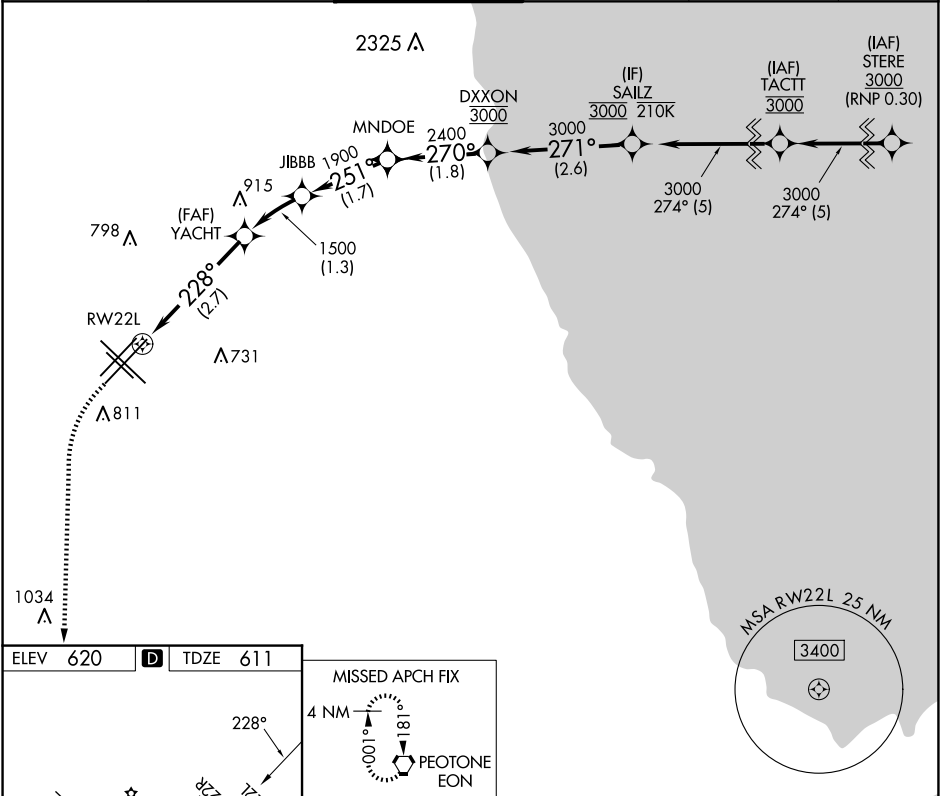 2325
(IAF)
STERE
3000
(RNP 0.30)
(IAF)
TACTT
3000
(IF)
SAILZ
3000 210K
DXXON
3000
MNDOE
JIBBB
3000
271°
(2.6)
2400
270°
(1.8)
1900
251°
(1.7)
3000
274° (5)
3000
274° (5)
915
(FAF)
YACHT
798
1500
(1.3)
228°
(2.7)
RW22L
731
811
1034
MSA RW22L 25 NM
3400
ELEV 620 D TDZE 611
228°
22R
22L
MISSED APCH FIX
4 NM
001°
181°
PEOTONE
EON